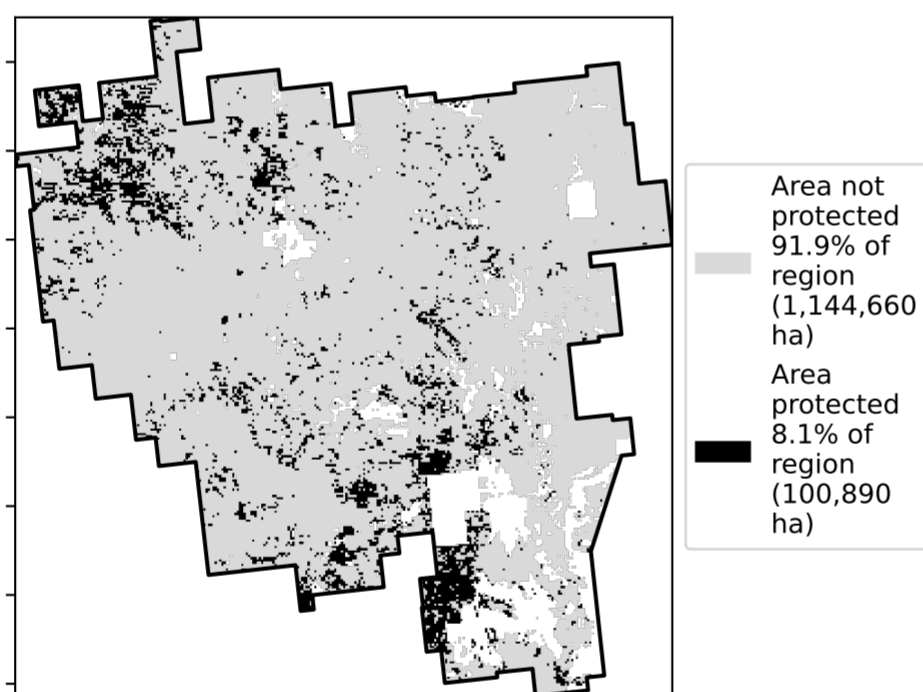 Area not
protected
91.9% of
region
(1,144,660
ha)
Area
protected
8.1% of
region
(100,890
ha)